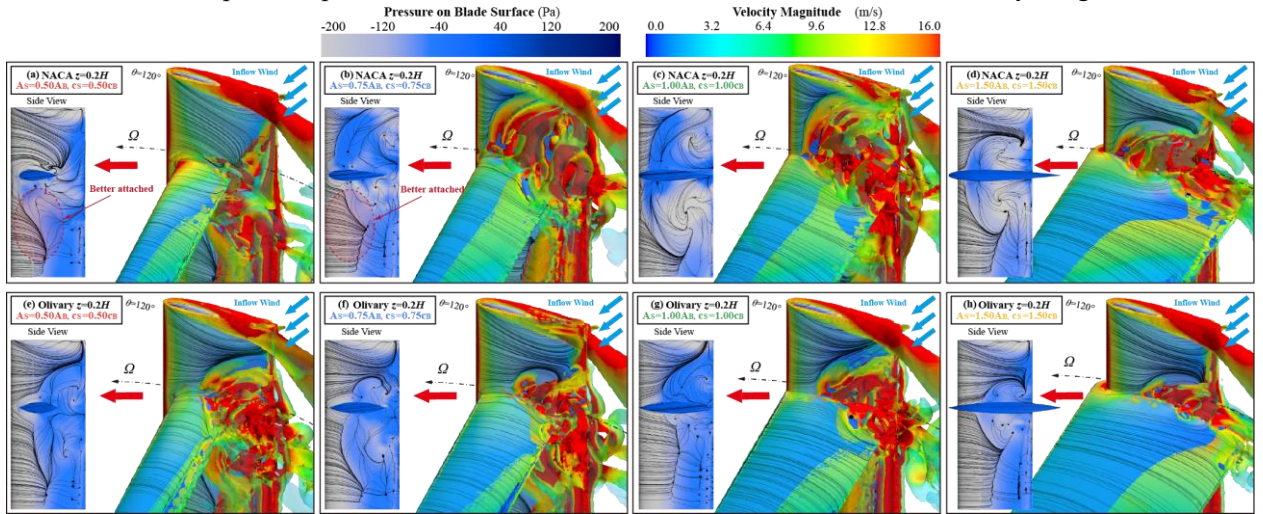 Pressure on Blade Surface (Pa)
-200 -120 -40 40 120 200
Velocity Magnitude (m/s)
0.0 3.2 6.4 9.6 12.8 16.0
(a) NACA z=0.2H
AS=0.50AB, cS=0.50cB
θ=120°
Inflow Wind
Side View
Ω
Better attached
(b) NACA z=0.2H
AS=0.75AB, cS=0.75cB
θ=120°
Inflow Wind
Side View
Ω
Better attached
(c) NACA z=0.2H
AS=1.00AB, cS=1.00cB
θ=120°
Inflow Wind
Side View
Ω
(d) NACA z=0.2H
AS=1.50AB, cS=1.50cB
θ=120°
Inflow Wind
Side View
Ω
(e) Olivary z=0.2H
AS=0.50AB, cS=0.50cB
θ=120°
Inflow Wind
Side View
Ω
(f) Olivary z=0.2H
AS=0.75AB, cS=0.75cB
θ=120°
Inflow Wind
Side View
Ω
(g) Olivary z=0.2H
AS=1.00AB, cS=1.00cB
θ=120°
Inflow Wind
Side View
Ω
(h) Olivary z=0.2H
AS=1.50AB, cS=1.50cB
θ=120°
Inflow Wind
Side View
Ω